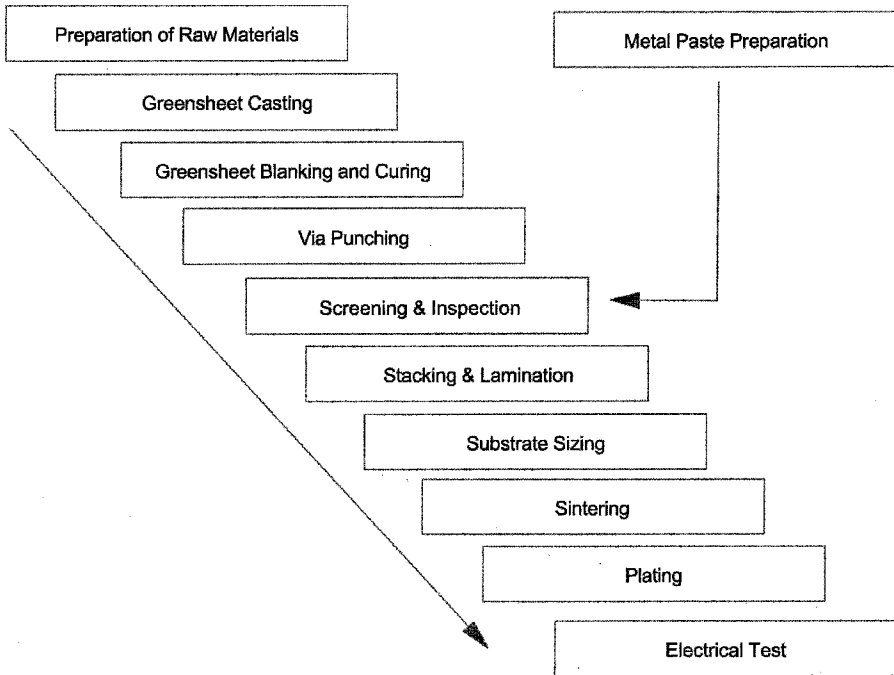 Preparation of Raw Materials
Metal Paste Preparation
Greensheet Casting
Greensheet Blanking and Curing
Via Punching
Screening & Inspection
Stacking & Lamination
Substrate Sizing
Sintering
Plating
Electrical Test